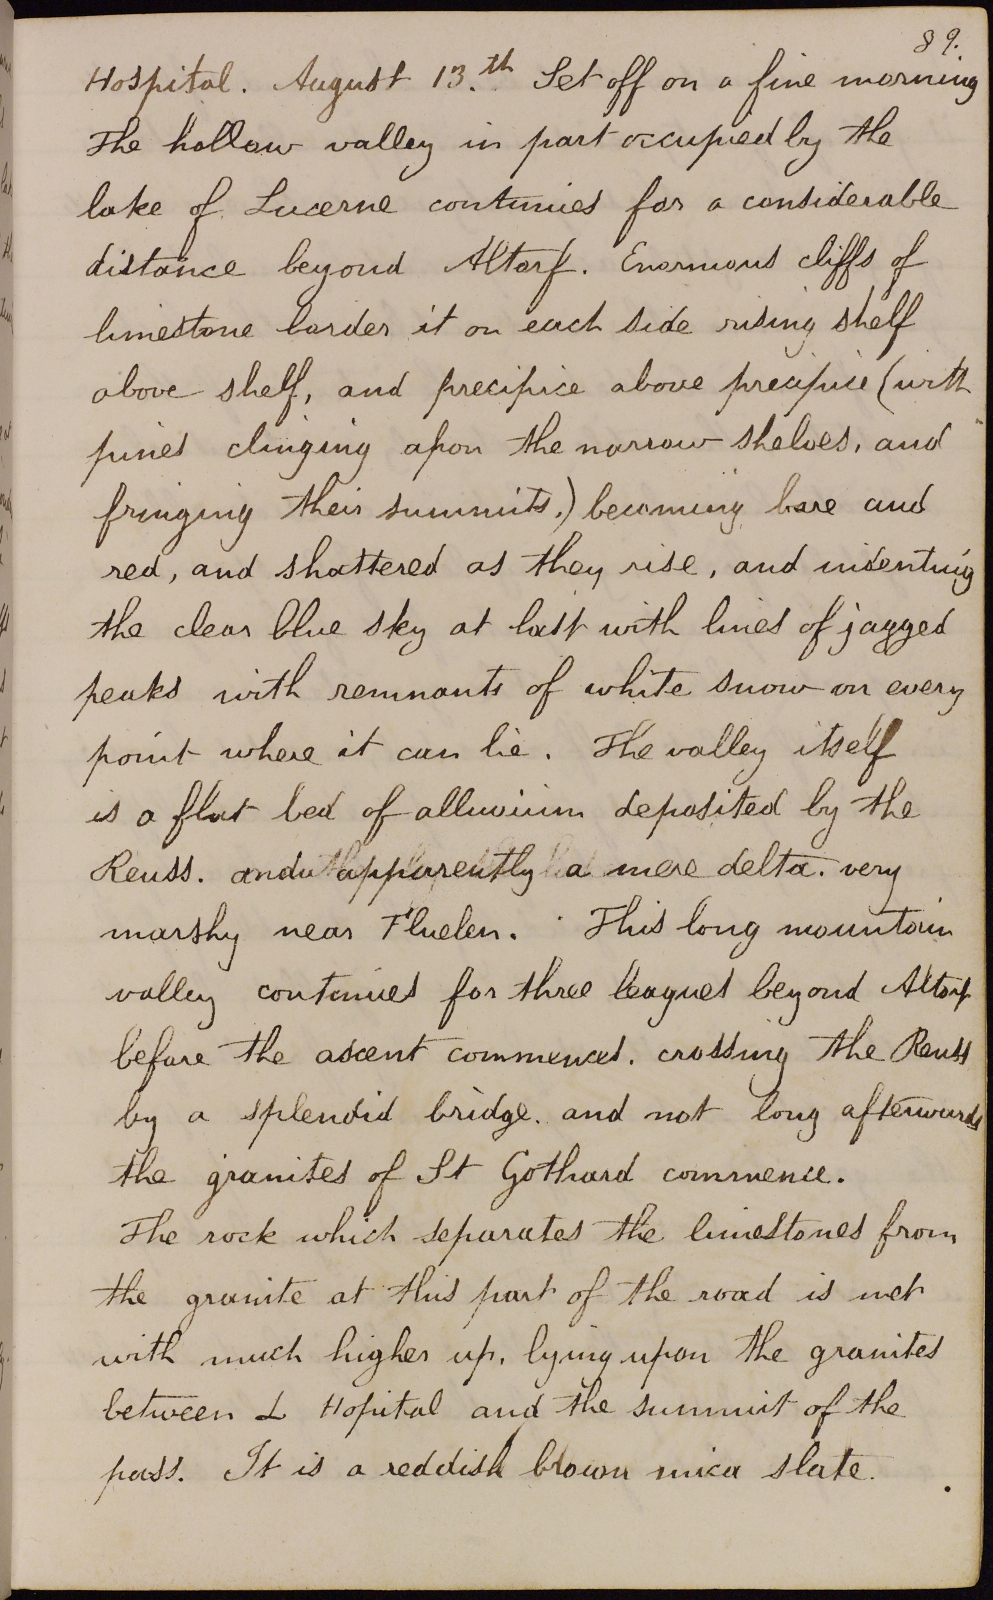 89.
Hospital. August 13.th Set off on a fine morning
The hollow valley in part occupied by the
lake of Lucerne continues for a considerable
distance beyond Altorf. Enormous cliffs of
limestone border it on each side rising shelf
above shelf, and precipice above precipice (with
pines clinging upon the narrow shelves, and
fringing their summits.) becoming bare and
red, and shattered as they rise, and indenting
the clear blue sky at last with lines of jagged
peaks with remnants of white snow on every
point where it can lie. The valley itself
is a flat bed of alluvium deposited by the
Reuss. and apparently a mere delta. very
marshy near Fluelen. This long mountain
valley continues for three leagues beyond Altorf
before the ascent commences. crossing the Reuss
by a splendid bridge. and not long afterwards
the granites of St Gothard commence.
The rock which separates the limestones from
the granite at this part of the road is met
with much higher up, lying upon the granites
between L Hopital and the summit of the
pass. It is a reddish brown mica slate.